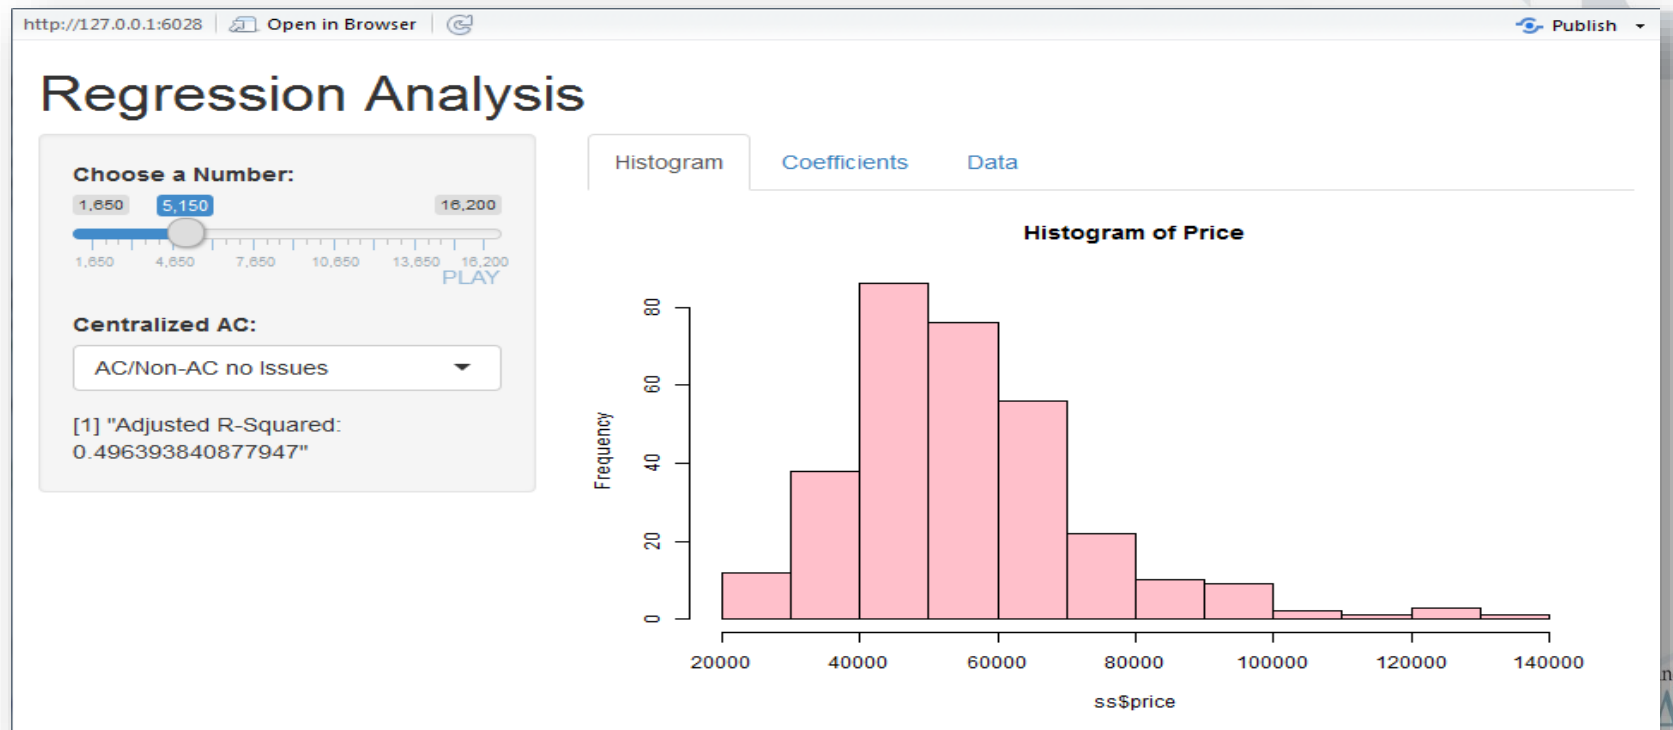 http://127.0.0.1:6028 Open in Browser Publish
Regression Analysis
Choose a Number:
1,650 5,150 16,200
1,650 4,650 7,650 10,650 13,650 16,200
PLAY
Centralized AC:
AC/Non-AC no Issues
[1] "Adjusted R-Squared:
0.496393840877947"
Histogram Coefficients Data
Histogram of Price
Frequency
80
60
40
20
0
20000 40000 60000 80000 100000 120000 140000
ss$price